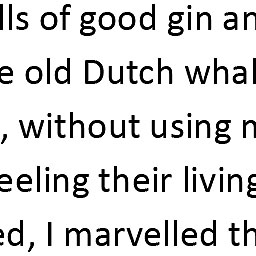 lls of good gin an
e old Dutch whal
, without using n
eeling their living
ed, I marvelled th